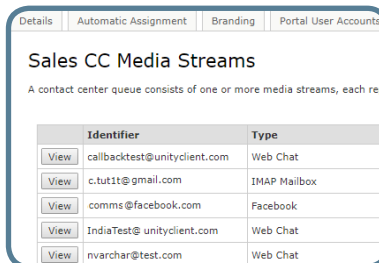 Details Automatic Assignment Branding Portal User Accounts
Sales CC Media Streams
A contact center queue consists of one or more media streams, each re
Identifier Type
View callbacktest@unityclient.com Web Chat
View c.tut1t@gmail.com IMAP Mailbox
View comms@facebook.com Facebook
View IndiaTest@ unityclient.com Web Chat
View nvarchar@test.com Web Chat